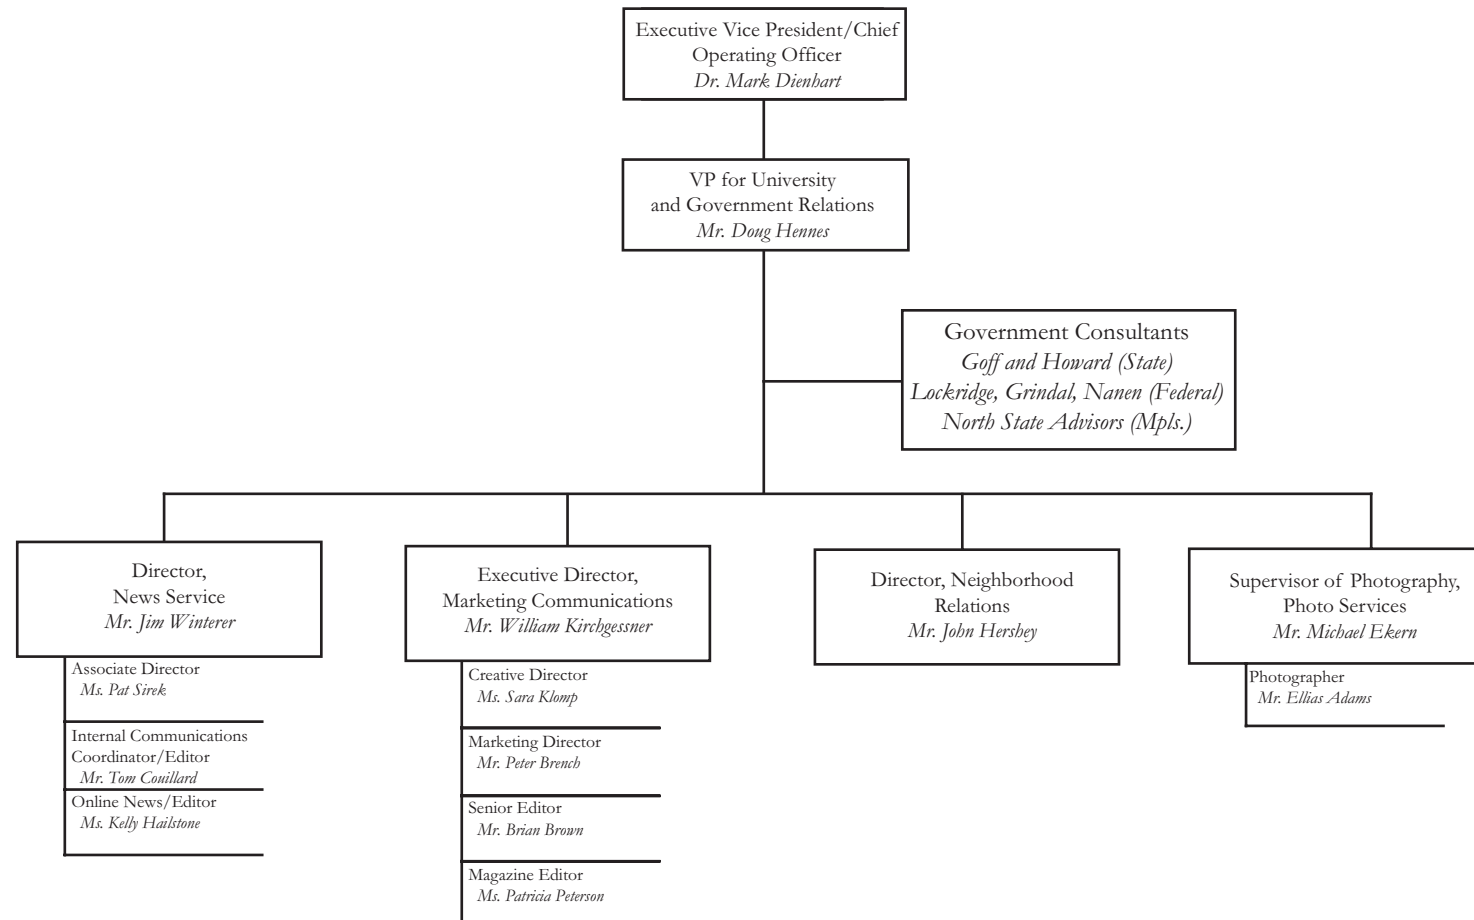 Executive Vice President/Chief
Operating Officer
Dr. Mark Dienhart
VP for University
and Government Relations
Mr. Doug Hennes
Government Consultants
Goff and Howard (State)
Lockridge, Grindal, Nanen (Federal)
North State Advisors (Mpls.)
Director,
News Service
Mr. Jim Winterer
Associate Director
Ms. Pat Sirek
Internal Communications
Coordinator/Editor
Mr. Tom Couillard
Online News/Editor
Ms. Kelly Hailstone
Executive Director,
Marketing Communications
Mr. William Kirchgessner
Creative Director
Ms. Sara Klomp
Marketing Director
Mr. Peter Brench
Senior Editor
Mr. Brian Brown
Magazine Editor
Ms. Patricia Peterson
Director, Neighborhood
Relations
Mr. John Hershey
Supervisor of Photography,
Photo Services
Mr. Michael Ekern
Photographer
Mr. Ellias Adams